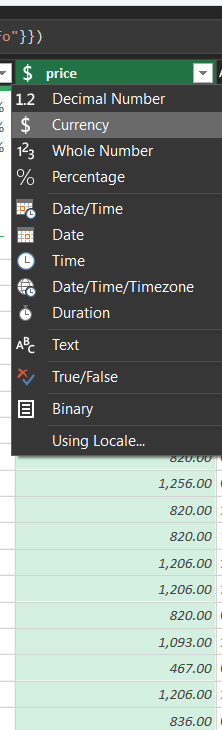 fo"}})
$ price
1.2 Decimal Number
$ Currency
1²3 Whole Number
% Percentage
Date/Time
Date
Time
Date/Time/Timezone
Duration
ABC Text
True/False
Binary
Using Locale...
820.00
1,256.00
820.00
820.00
1,206.00
1,206.00
820.00
1,093.00
467.00
1,206.00
836.00